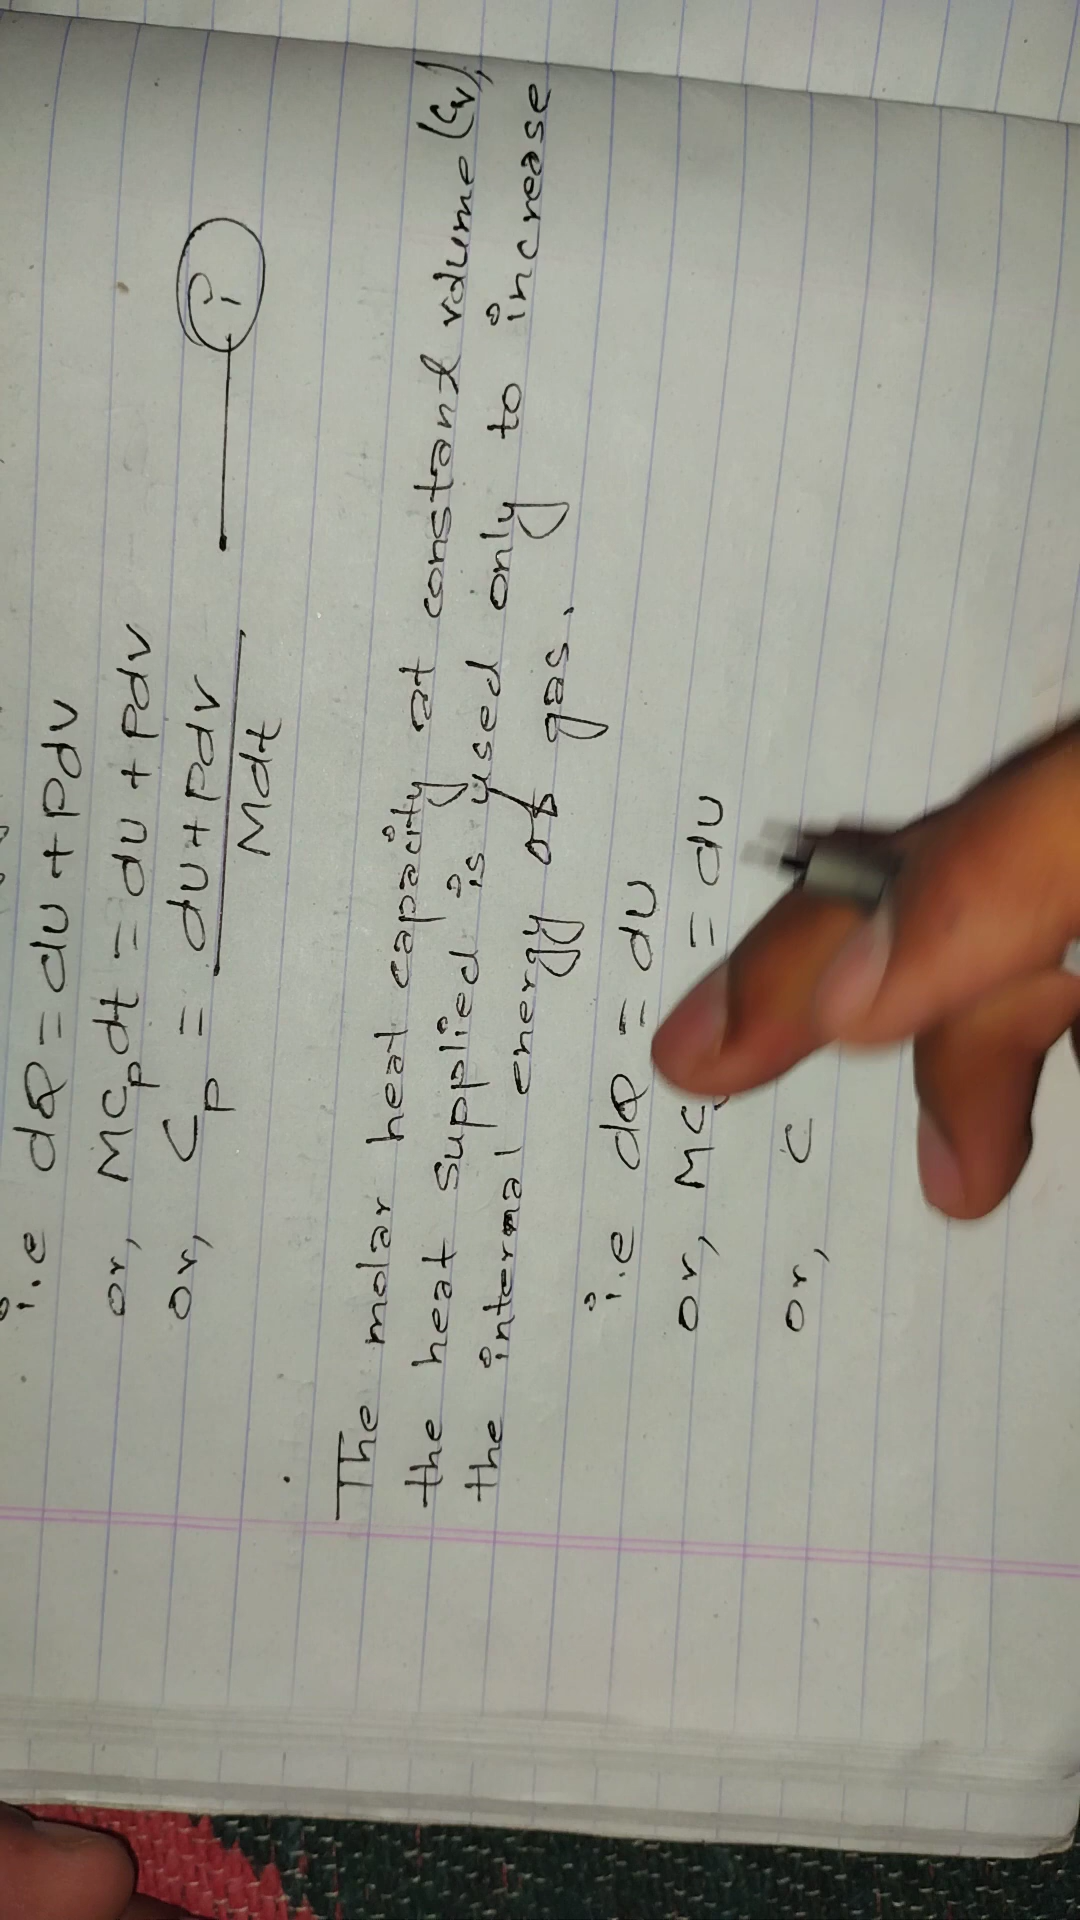 i.e dQ = du + Pdv
or, MCpdt = du + Pdv
or, Cp = du + Pdv / Mdt — i
The molar heat capacity at constant volume (Cv),
the heat supplied is used only to increase
the internal energy of gas.
i.e dQ = du
or, MC = du
or, C